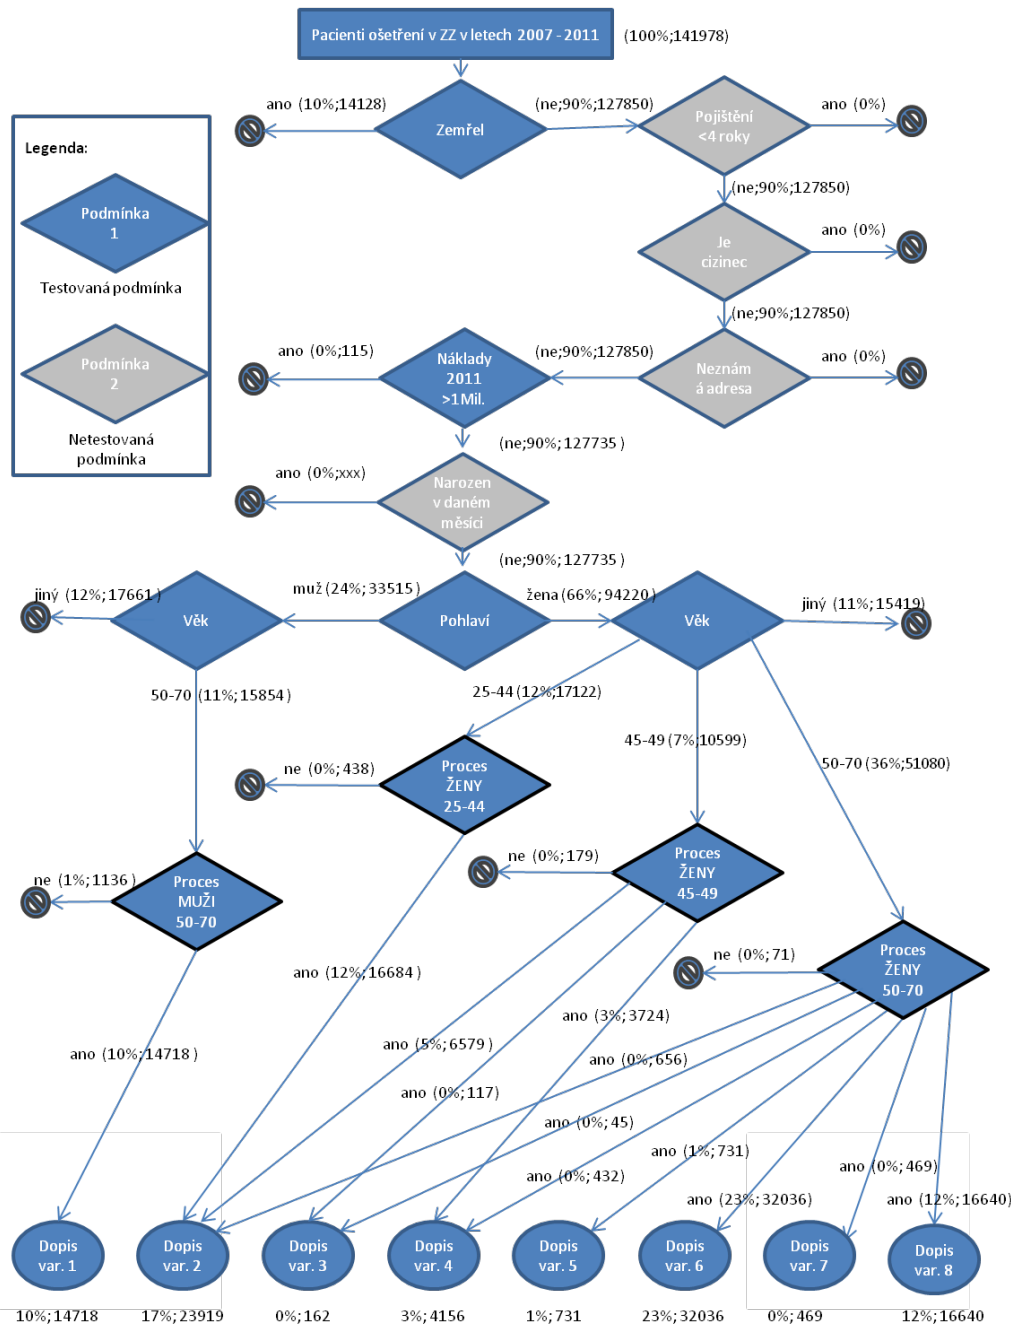 Pacienti ošetření v ZZ v letech 2007 - 2011
(100%;141978)
ano (10%;14128)
Zemřel
(ne;90%;127850)
Pojištění
<4 roky
ano (0%)
Legenda:
Podmínka
1
Testovaná podmínka
Podmínka
2
Netestovaná
podmínka
(ne;90%;127850)
Je
cizinec
ano (0%)
(ne;90%;127850)
ano (0%;115)
Náklady
2011
>1Mil.
(ne;90%;127850)
Neznám
á adresa
ano (0%)
(ne;90%;127735)
ano (0%;xxx)
Narozen
v daném
měsíci
(ne;90%;127735)
jiný (12%;17661)
Věk
muž (24%;33515)
Pohlaví
žena (66%;94220)
Věk
jiný (11%;15419)
50-70 (11%;15854)
25-44 (12%;17122)
45-49 (7%;10599)
50-70 (36%;51080)
ne (0%;438)
Proces
ŽENY
25-44
ne (0%;179)
Proces
ŽENY
45-49
ne (1%;1136)
Proces
MUŽI
50-70
ne (0%;71)
Proces
ŽENY
50-70
ano (12%;16684)
ano (3%;3724)
ano (5%;6579)
ano (10%;14718)
ano (0%;656)
ano (0%;117)
ano (0%;45)
ano (1%;731)
ano (0%;432)
ano (0%;469)
ano (23%;32036)
ano (12%;16640)
Dopis
var. 1
Dopis
var. 2
Dopis
var. 3
Dopis
var. 4
Dopis
var. 5
Dopis
var. 6
Dopis
var. 7
Dopis
var. 8
10%;14718
17%;23919
0%;162
3%;4156
1%;731
23%;32036
0%;469
12%;16640